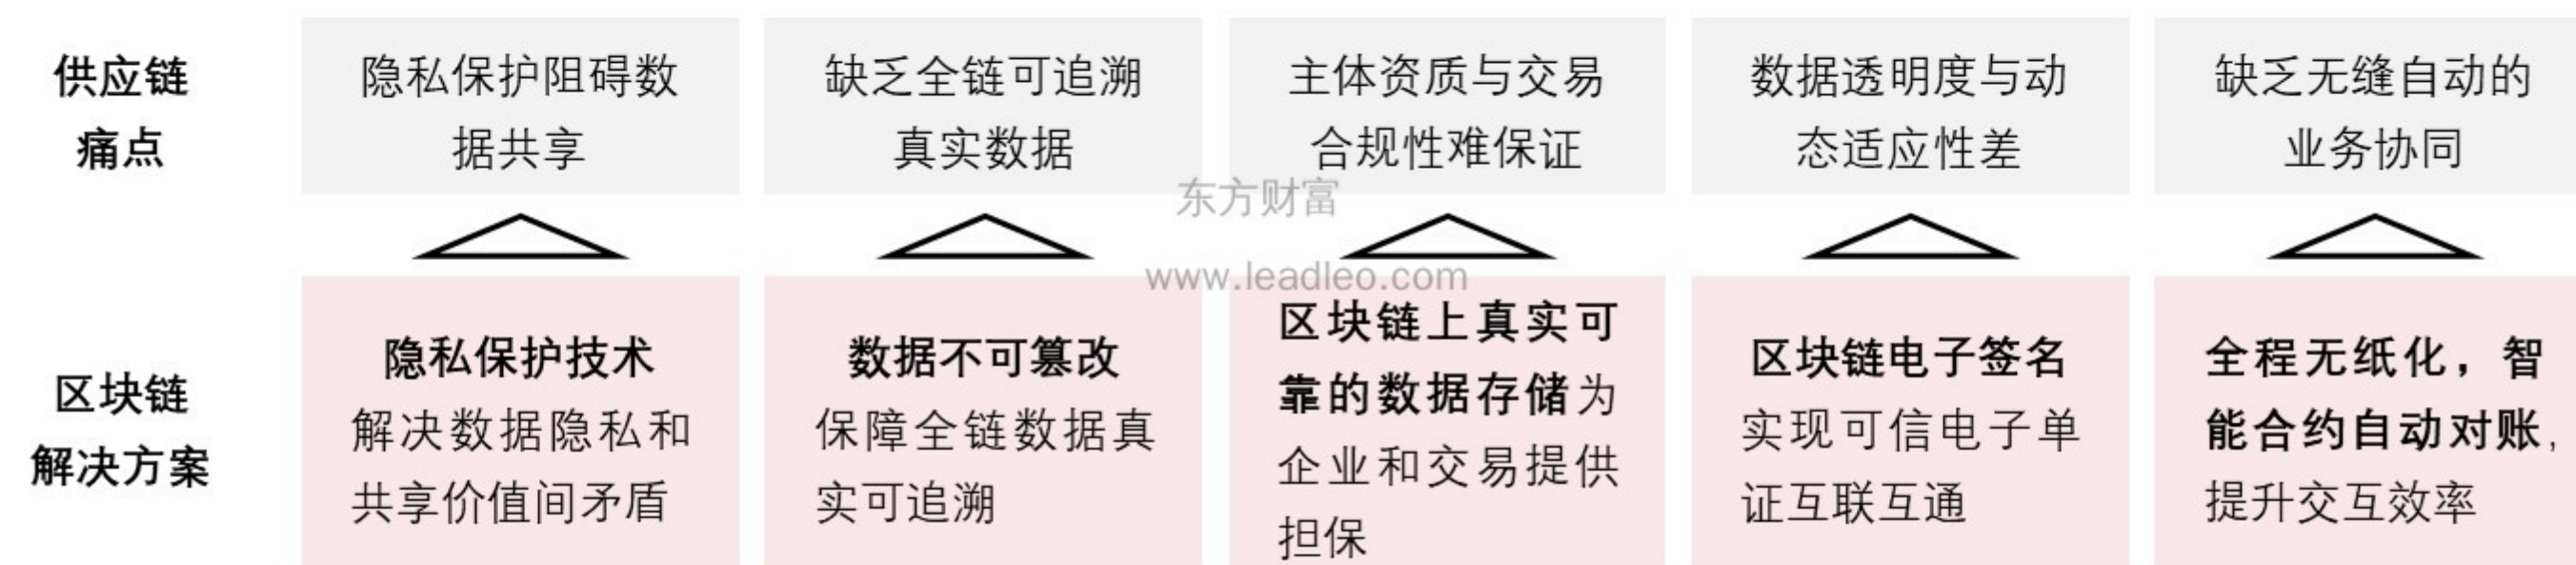 供应链
痛点
隐私保护阻碍数
据共享
缺乏全链可追溯
真实数据
主体资质与交易
合规性难保证
数据透明度与动
态适应性差
缺乏无缝自动的
业务协同
东方财富
www.leadleo.com
区块链
解决方案
隐私保护技术
解决数据隐私和
共享价值间矛盾
数据不可篡改
保障全链数据真
实可追溯
区块链上真实可
靠的数据存储为
企业和交易提供
担保
区块链电子签名
实现可信电子单
证互联互通
全程无纸化，智
能合约自动对账，
提升交互效率